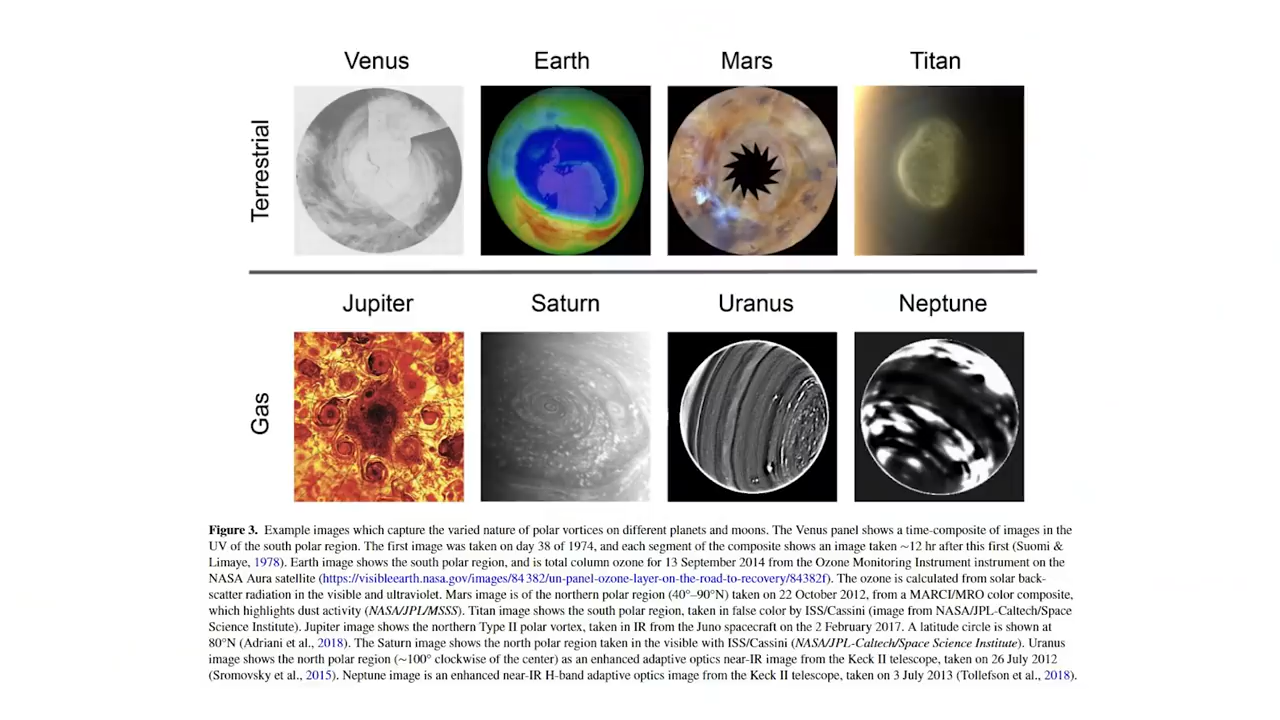 Venus Earth Mars Titan
Terrestrial
Jupiter Saturn Uranus Neptune
Gas
Figure 3. Example images which capture the varied nature of polar vortices on different planets and moons. The Venus panel shows a time-composite of images in the
UV of the south polar region. The first image was taken on day 38 of 1974, and each segment of the composite shows an image taken ~12 hr after this first (Suomi &
Limaye, 1978). Earth image shows the south polar region, and is total column ozone for 13 September 2014 from the Ozone Monitoring Instrument instrument on the
NASA Aura satellite (https://visibleearth.nasa.gov/images/84 382/un-panel-ozone-layer-on-the-road-to-recovery/84382f). The ozone is calculated from solar back-
scatter radiation in the visible and ultraviolet. Mars image is of the northern polar region (40°–90°N) taken on 22 October 2012, from a MARCI/MRO color composite,
which highlights dust activity (NASA/JPL/MSSS). Titan image shows the south polar region, taken in false color by ISS/Cassini (image from NASA/JPL-Caltech/Space
Science Institute). Jupiter image shows the northern Type II polar vortex, taken in IR from the Juno spacecraft on the 2 February 2017. A latitude circle is shown at
80°N (Adriani et al., 2018). The Saturn image shows the north polar region taken in the visible with ISS/Cassini (NASA/JPL-Caltech/Space Science Institute). Uranus
image shows the north polar region (~100° clockwise of the center) as an enhanced adaptive optics near-IR image from the Keck II telescope, taken on 26 July 2012
(Sromovsky et al., 2015). Neptune image is an enhanced near-IR H-band adaptive optics image from the Keck II telescope, taken on 3 July 2013 (Tollefson et al., 2018).